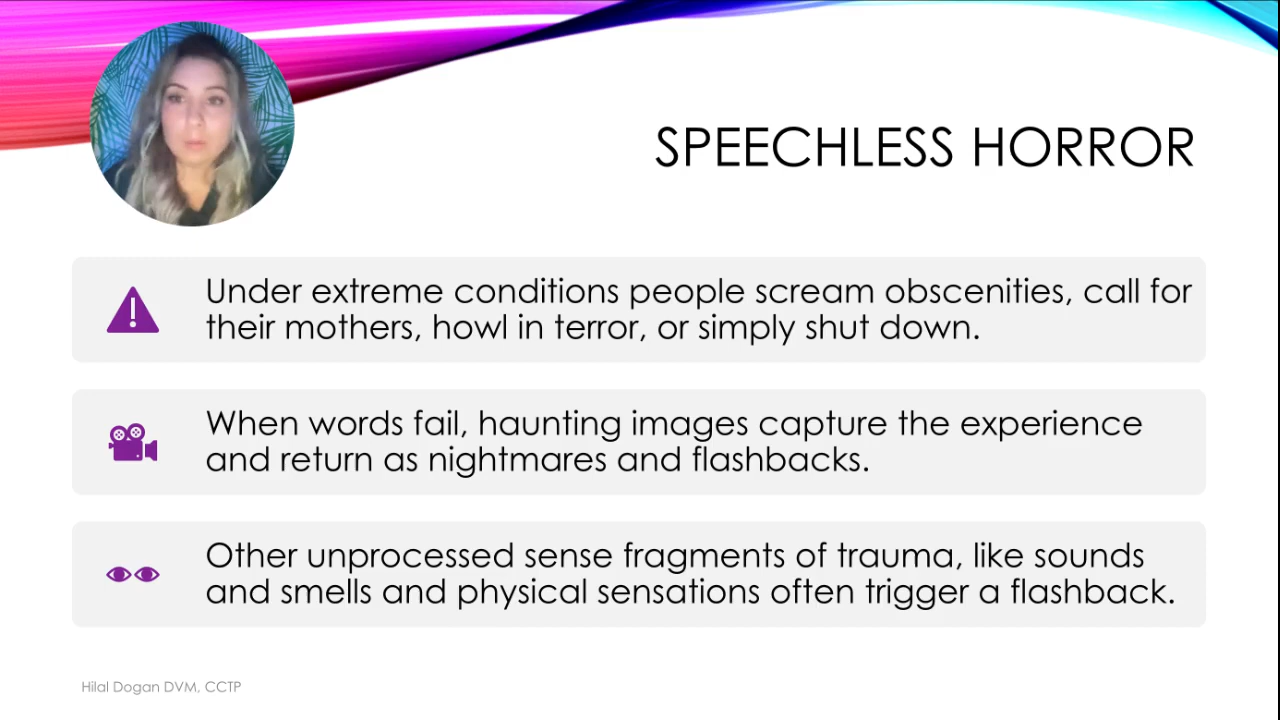 SPEECHLESS HORROR
Under extreme conditions people scream obscenities, call for
their mothers, howl in terror, or simply shut down.
When words fail, haunting images capture the experience
and return as nightmares and flashbacks.
Other unprocessed sense fragments of trauma, like sounds
and smells and physical sensations often trigger a flashback.
Hilal Dogan DVM, CCTP